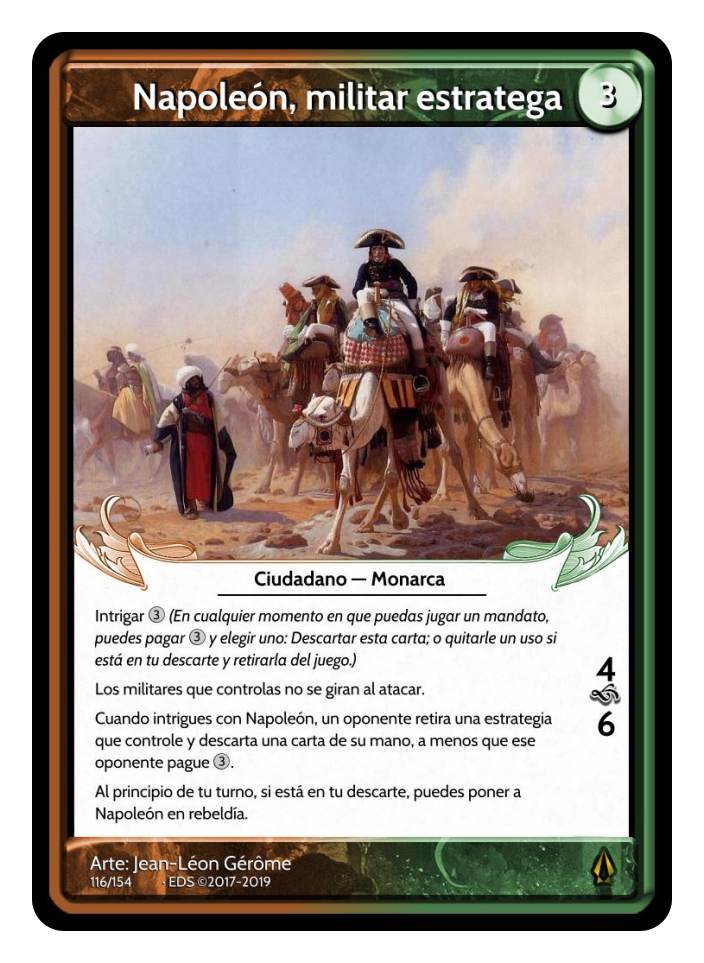 Napoleón, militar estratega 3
Ciudadano — Monarca
Intrigar 3 (En cualquier momento en que puedas jugar un mandato,
puedes pagar 3 y elegir uno: Descartar esta carta; o quitarle un uso si
está en tu descarte y retirarla del juego.)
Los militares que controlas no se giran al atacar.
Cuando intrigues con Napoleón, un oponente retira una estrategia
que controle y descarta una carta de su mano, a menos que ese
oponente pague 3.
Al principio de tu turno, si está en tu descarte, puedes poner a
Napoleón en rebeldía.
4
6
Arte: Jean-Léon Gérôme
116/154 · EDS ©2017-2019